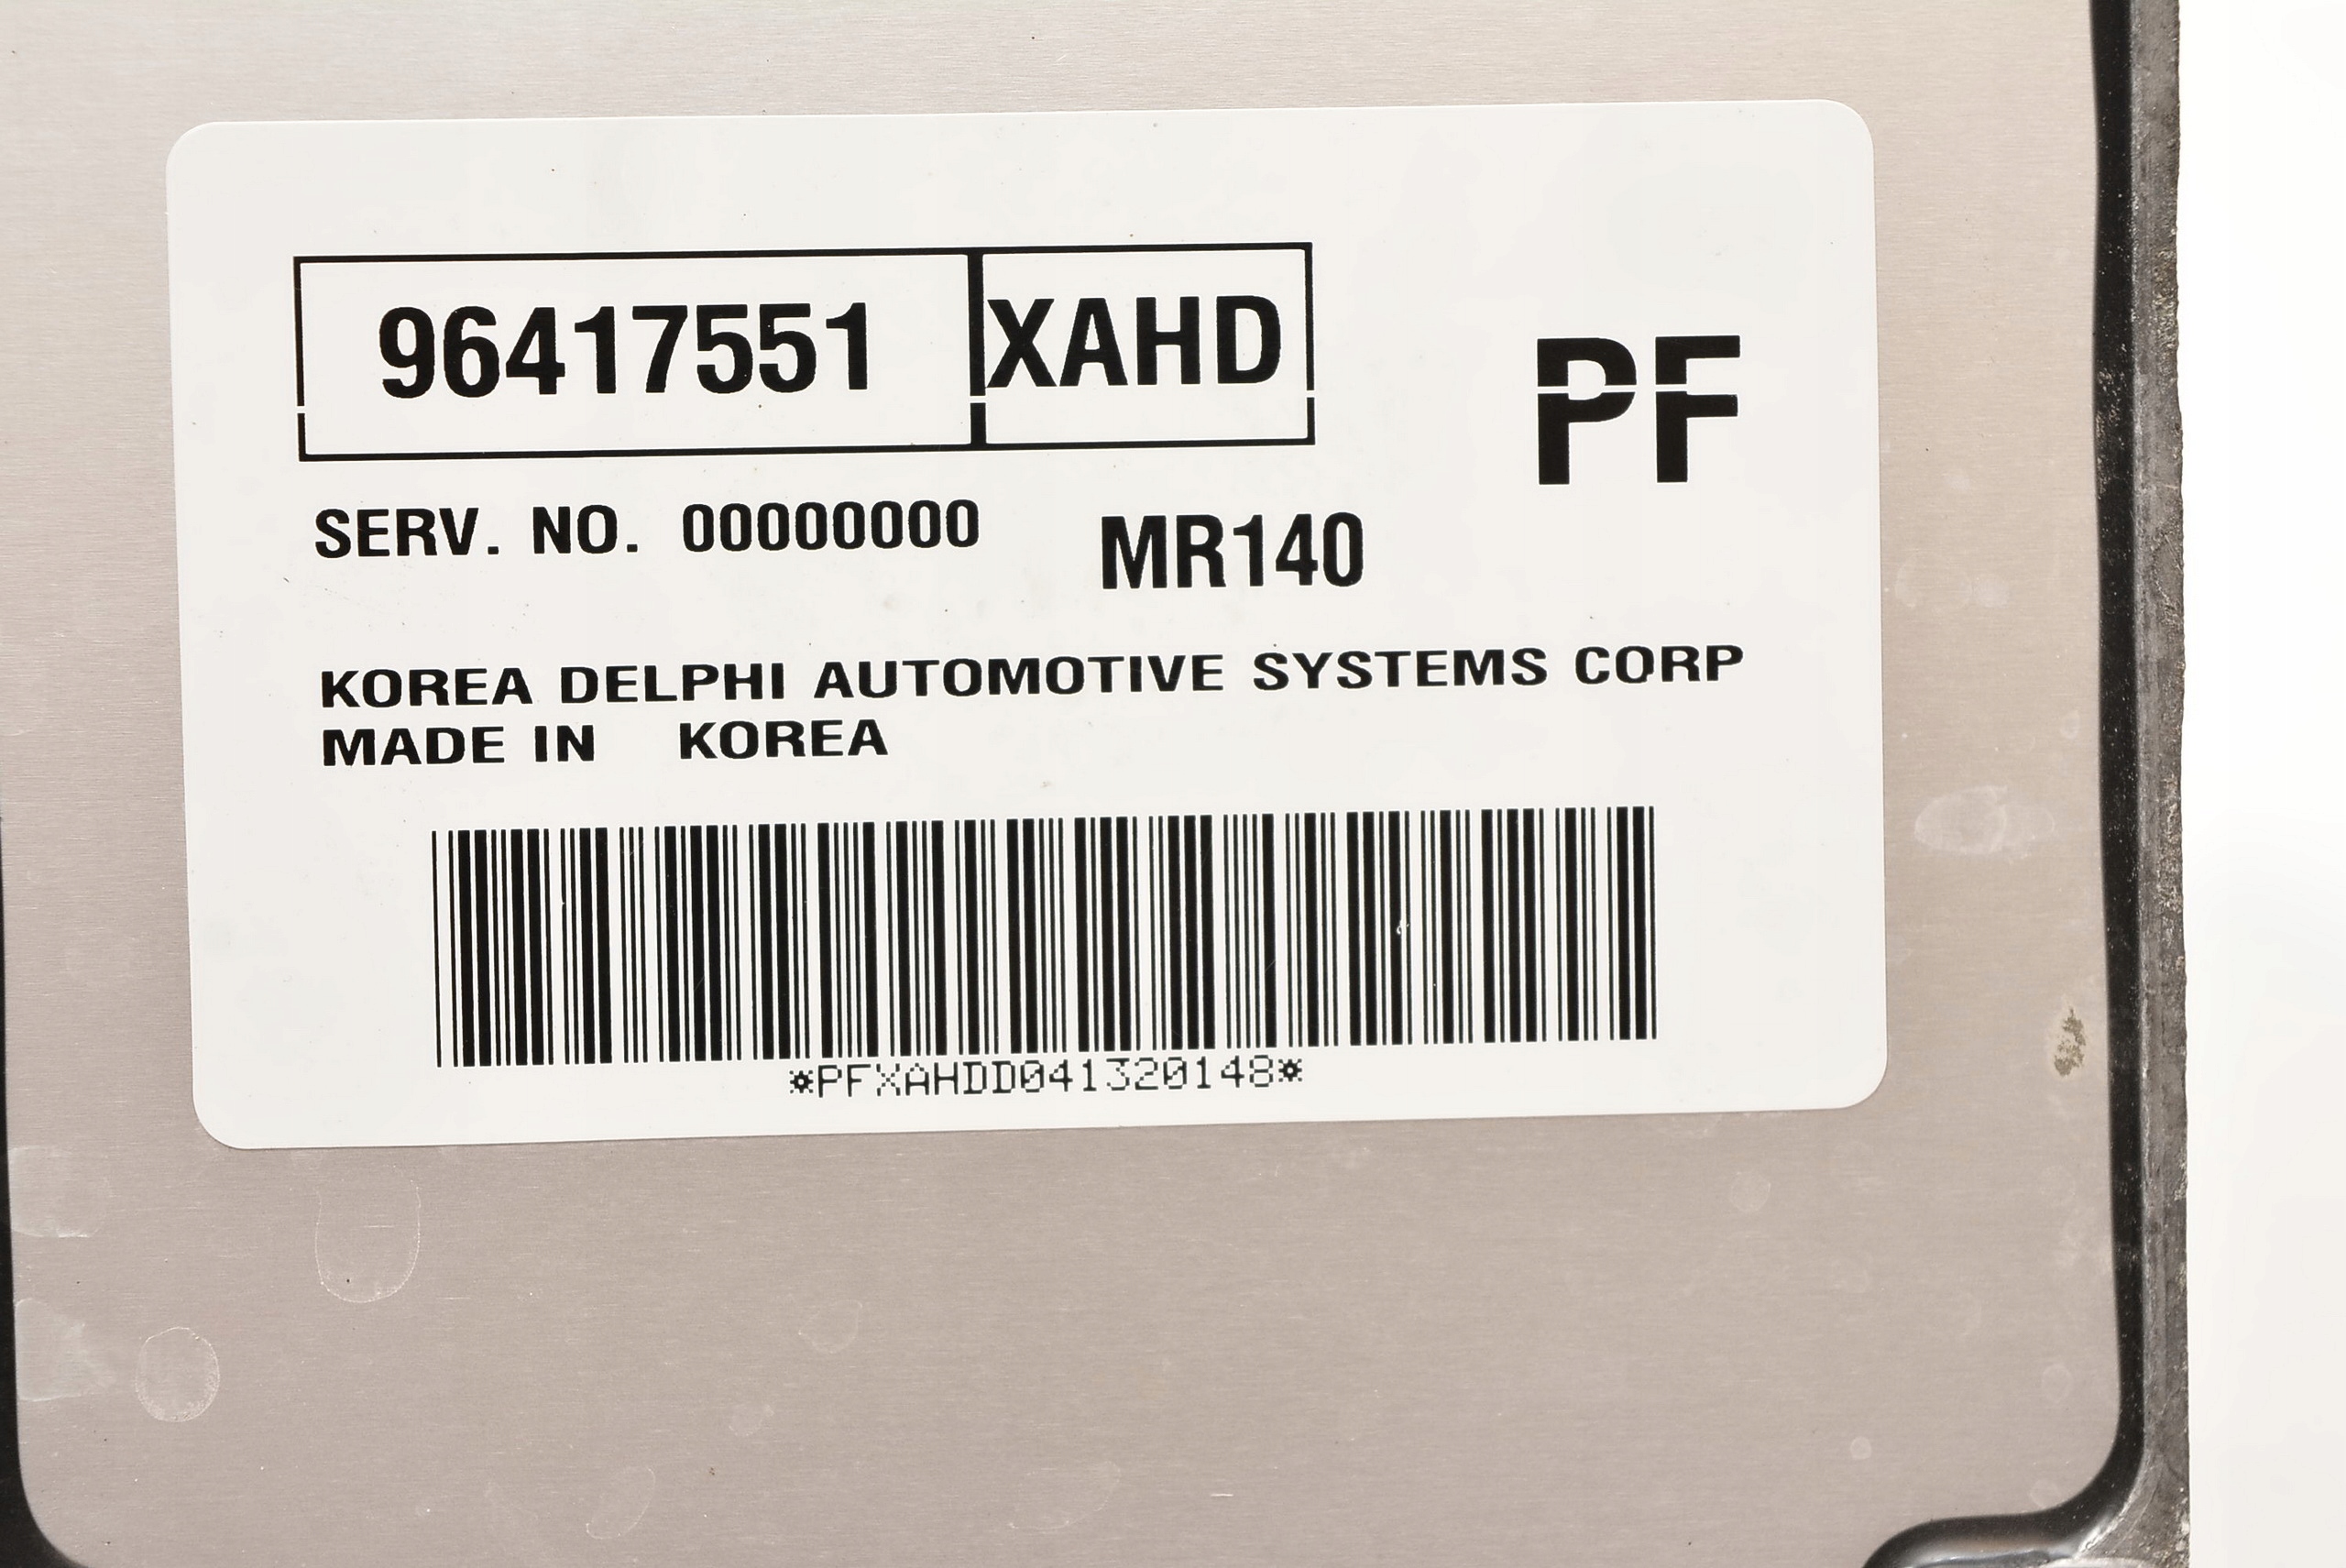 96417551 XAHD
PF
SERV. NO. 00000000 MR140
KOREA DELPHI AUTOMOTIVE SYSTEMS CORP
MADE IN KOREA
*PFXAHDD041320148*